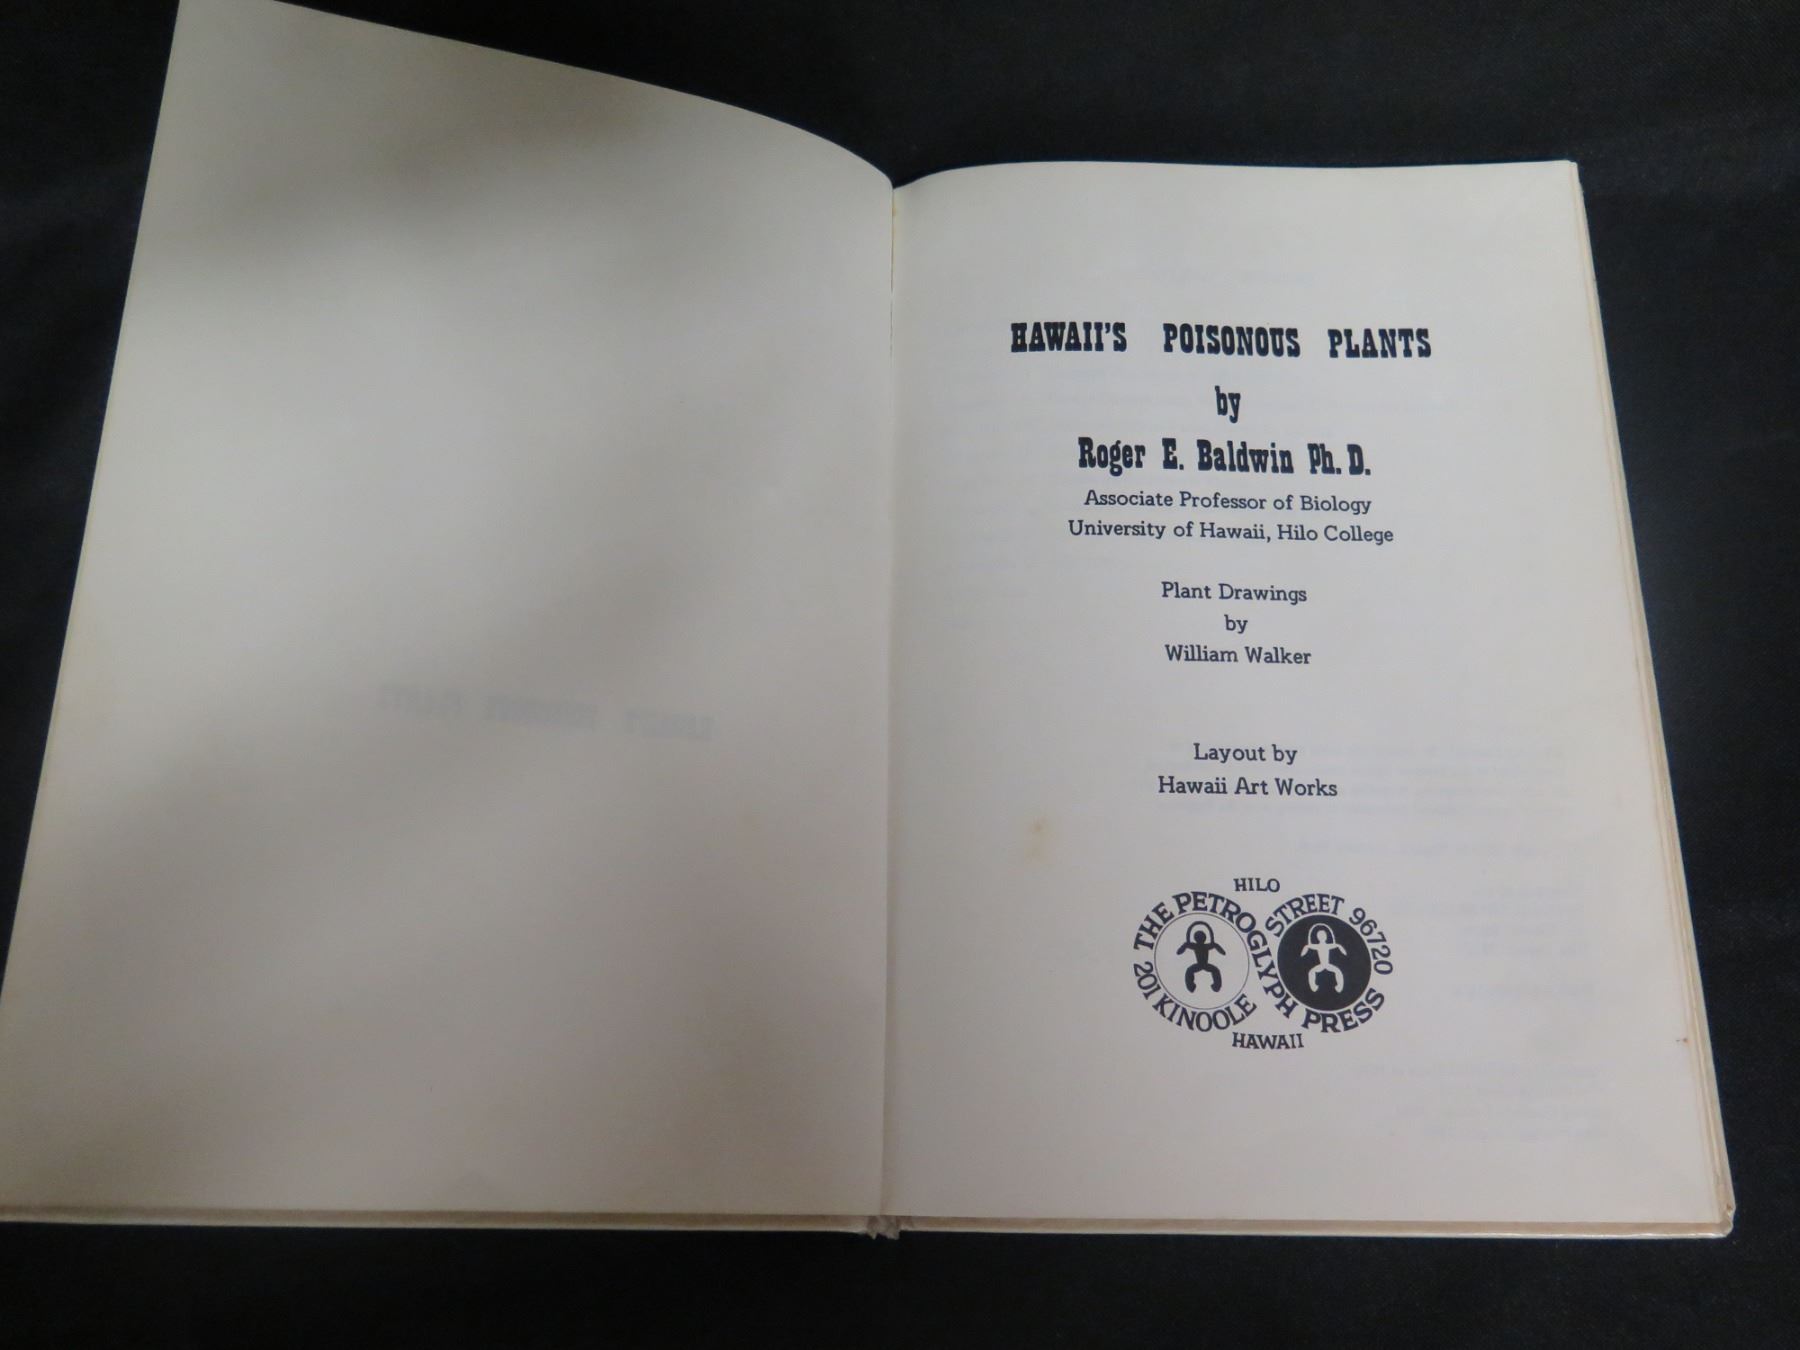 HAWAII'S POISONOUS PLANTS
by
Roger E. Baldwin Ph. D.
Associate Professor of Biology
University of Hawaii, Hilo College
Plant Drawings
by
William Walker
Layout by
Hawaii Art Works
HILO
THE PETROGLYPH PRESS
201 KINOOLE STREET 96720
HAWAII